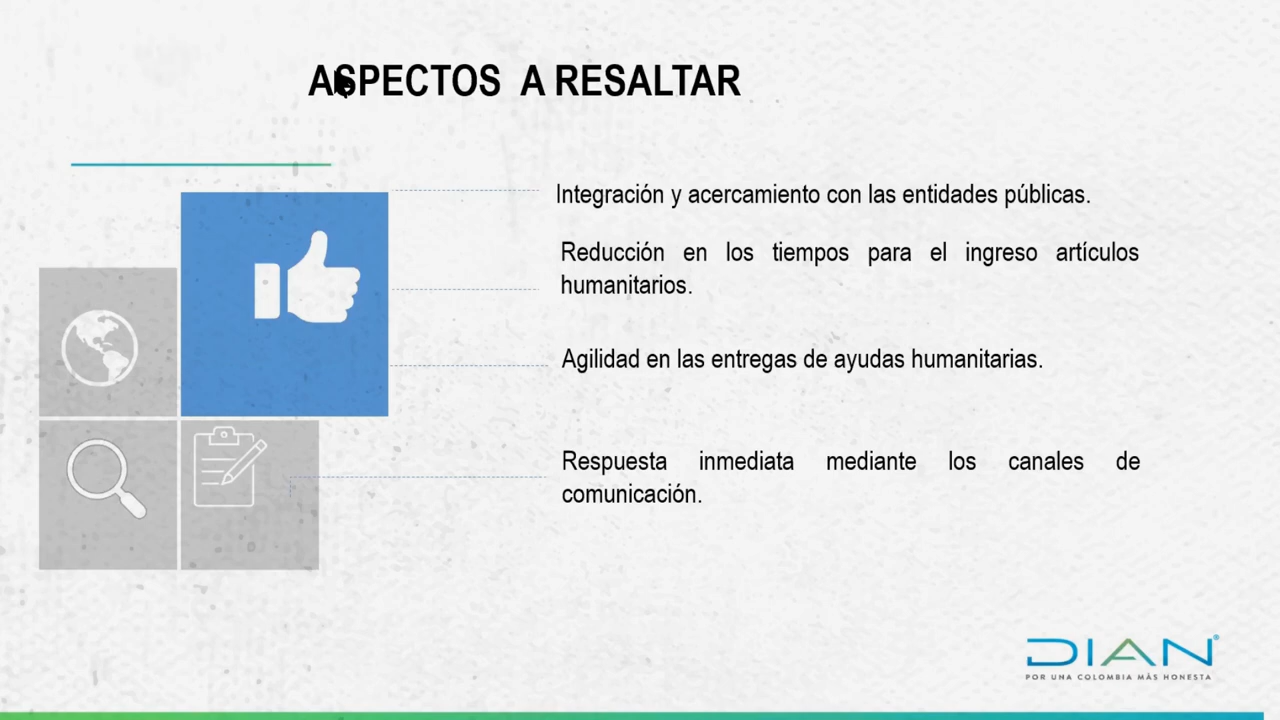 ASPECTOS A RESALTAR
Integración y acercamiento con las entidades públicas.
Reducción en los tiempos para el ingreso artículos
humanitarios.
Agilidad en las entregas de ayudas humanitarias.
Respuesta inmediata mediante los canales de
comunicación.
DIAN®
POR UNA COLOMBIA MÁS HONESTA